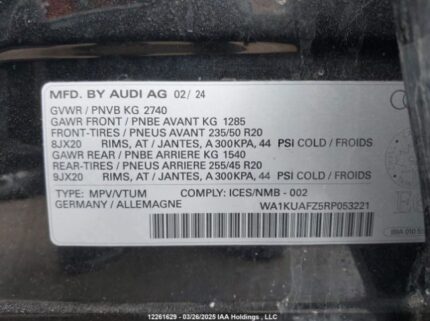 MFD. BY AUDI AG 02/24
GVWR / PNVB KG 2740
GAWR FRONT / PNBE AVANT KG 1285
FRONT-TIRES / PNEUS AVANT 235/50 R20
8JX20 RIMS, AT / JANTES, A 300KPA, 44 PSI COLD / FROIDS
GAWR REAR / PNBE ARRIERE KG 1540
REAR-TIRES / PNEUS ARRIERE 255/45 R20
9JX20 RIMS, AT / JANTES, A 300KPA, 44 PSI COLD / FROIDS
TYPE: MPV/VTUM COMPLY: ICES/NMB - 002
GERMANY / ALLEMAGNE WA1KUAFZ5RP053221
12261629 - 03/26/2025 IAA Holdings, LLC Copyright